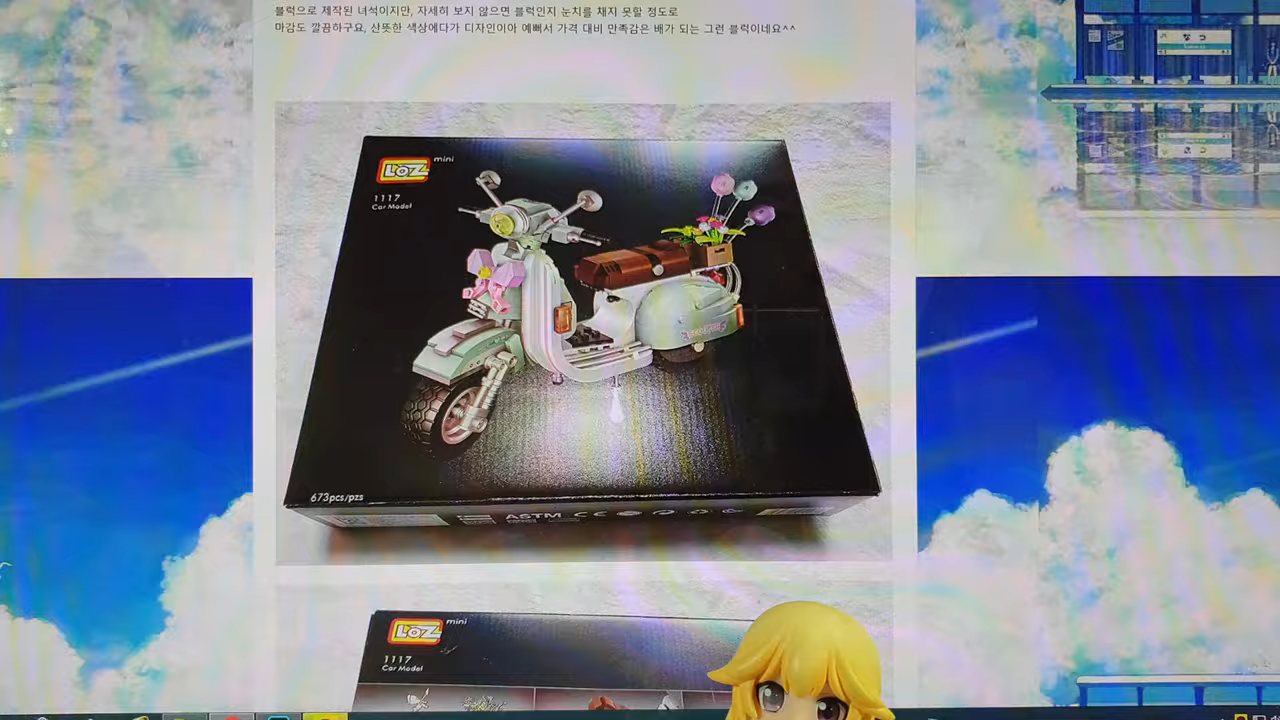 블럭으로 제작된 녀석이지만, 자세히 보지 않으면 블럭인지 눈치를 채지 못할 정도로
마감도 깔끔하구요, 산뜻한 색상에다가 디자인이아 예뻐서 가격 대비 만족감은 배가 되는 그런 블럭이네요^^
LOZ mini
1117
Car Model
673pcs/pzs
ASTM CE
LOZ mini
1117
Car Model
なつ